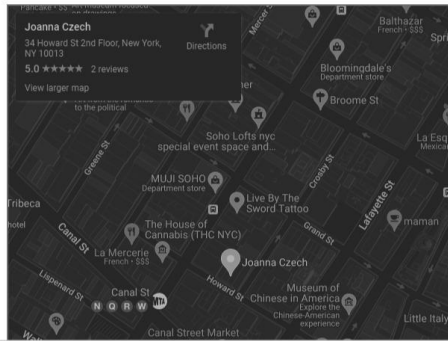 Joanna Czech
34 Howard St 2nd Floor, New York,
NY 10013
5.0 ★★★★★ 2 reviews
View larger map
Directions
to the political
Mercer St
Balthazar
French • $$$
Bloomingdale's
Department store
Broome St
Soho Lofts nyc
special event space and...
Greene St
Crosby St
Lafayette St
La Esq
Mexican
MUJI SOHO
Department store
Live By The
Sword Tattoo
maman
Tribeca
hotel
Canal St
The House of
Cannabis (THC NYC)
Grand St
La Mercerie
French • $$$
Joanna Czech
Lispenard St
Howard St
Canal St
MTA
N Q R W
Museum of
Chinese in America
Explore the
Chinese-American
experience
Little Italy
Canal Street Market